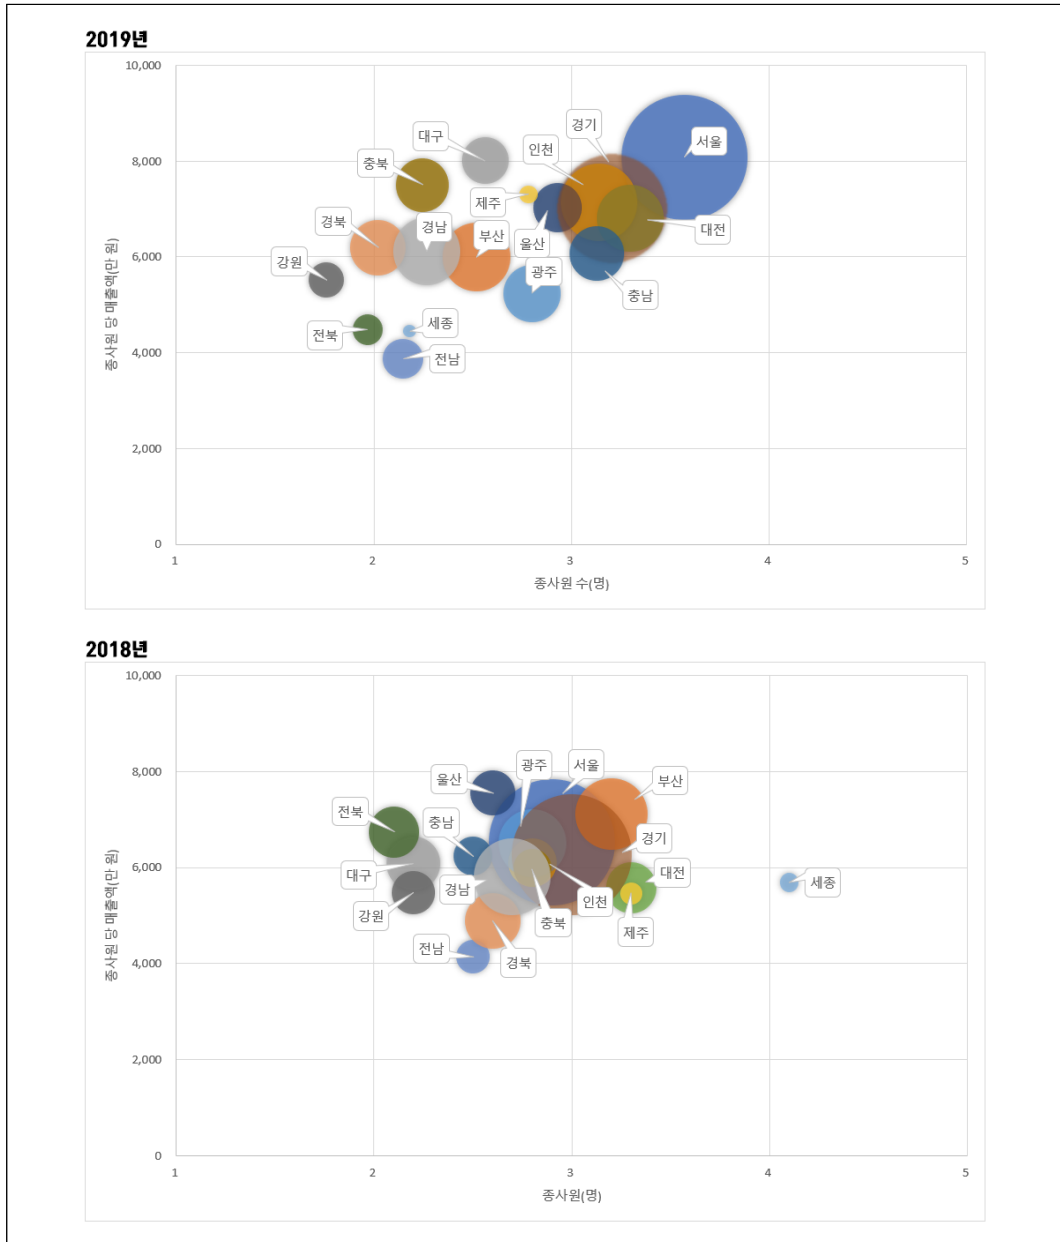 2019년
10,000
8,000
6,000
4,000
2,000
0
종사원 당 매출액(만 원)
경기
대구
서울
인천
충북
제주
경북
경남
부산
울산
대전
강원
광주
충남
전북
세종
전남
1 2 3 4 5
종사원 수(명)
2018년
10,000
8,000
6,000
4,000
2,000
0
종사원 당 매출액(만 원)
광주
서울
울산
부산
전북
충남
경기
대구
경남
대전
세종
강원
인천
충북
제주
전남
경북
1 2 3 4 5
종사원(명)